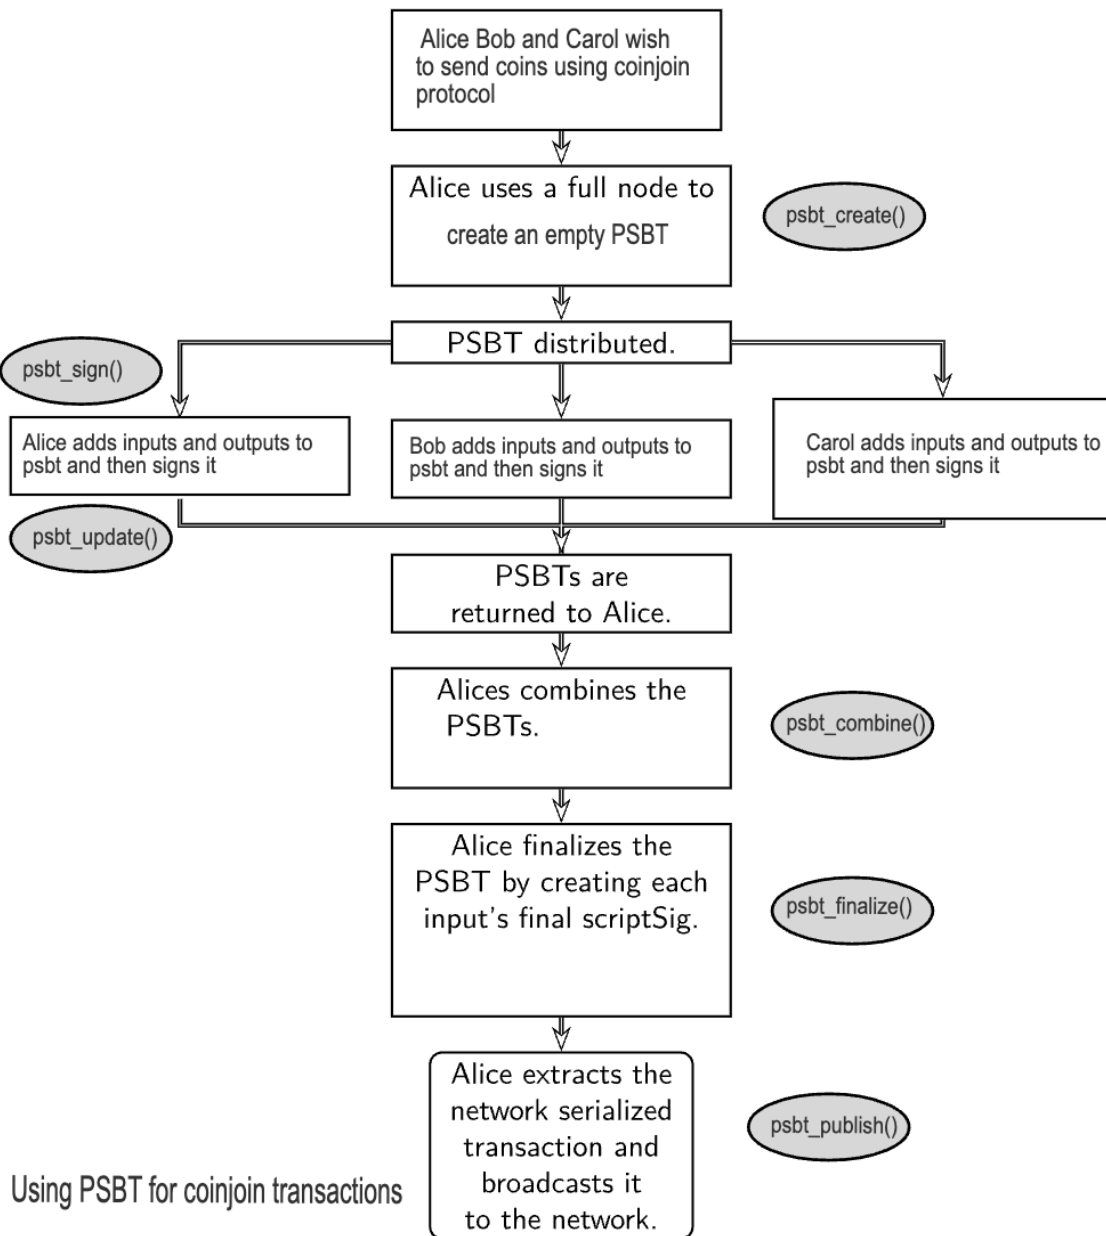 Alice Bob and Carol wish
to send coins using coinjoin
protocol
Alice uses a full node to
create an empty PSBT
psbt_create()
PSBT distributed.
psbt_sign()
Alice adds inputs and outputs to
psbt and then signs it
Bob adds inputs and outputs to
psbt and then signs it
Carol adds inputs and outputs to
psbt and then signs it
psbt_update()
PSBTs are
returned to Alice.
Alices combines the
PSBTs.
psbt_combine()
Alice finalizes the
PSBT by creating each
input's final scriptSig.
psbt_finalize()
Alice extracts the
network serialized
transaction and
broadcasts it
to the network.
psbt_publish()
Using PSBT for coinjoin transactions